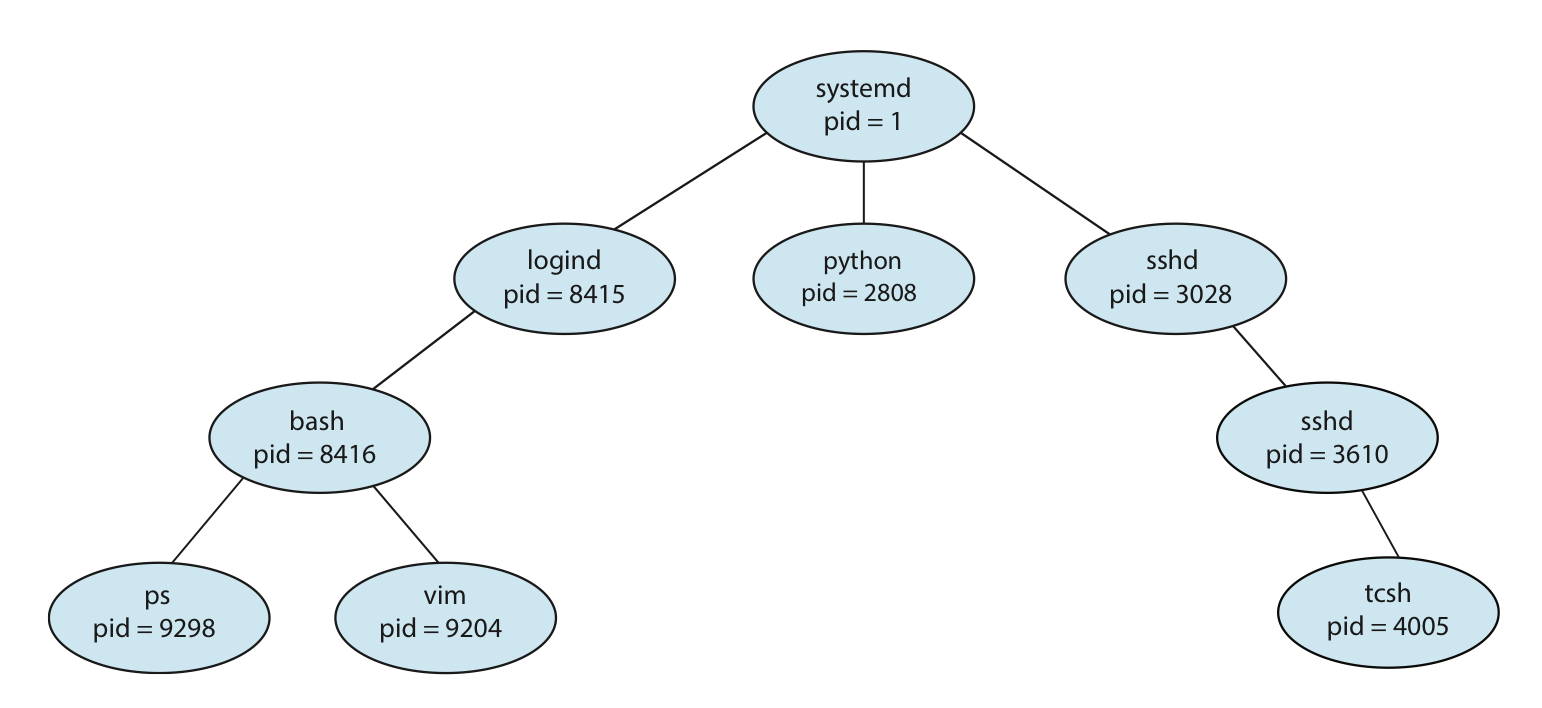 systemd
pid = 1
logind
pid = 8415
python
pid = 2808
sshd
pid = 3028
bash
pid = 8416
sshd
pid = 3610
ps
pid = 9298
vim
pid = 9204
tcsh
pid = 4005